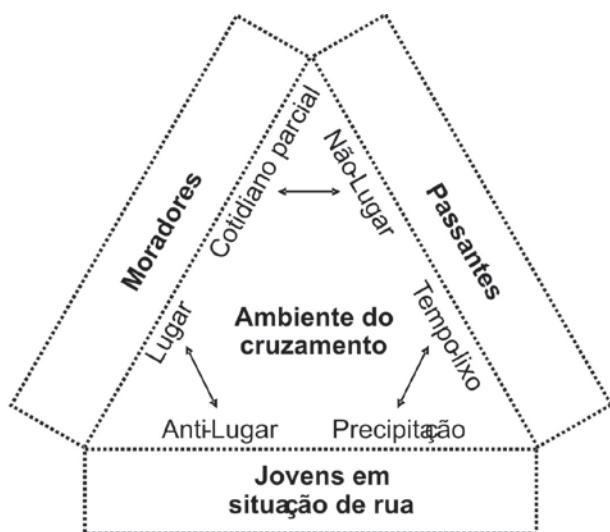 Moradores
Cotidiano parcial
Não-Lugar
Passantes
Lugar
Ambiente do
cruzamento
Tempo-lixo
Anti-Lugar
Precipitação
Jovens em
situação de rua